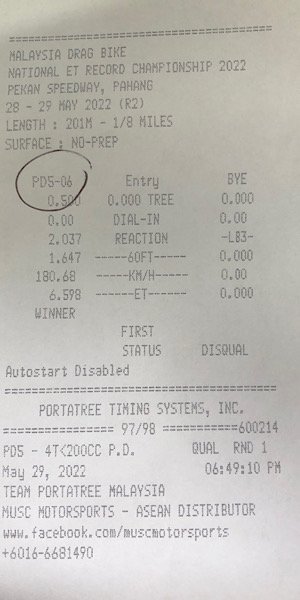 MALAYSIA DRAG BIKE
NATIONAL ET RECORD CHAMPIONSHIP 2022
PEKAN SPEEDWAY, PAHANG
28 - 29 MAY 2022 (R2)
LENGTH : 201M - 1/8 MILES
SURFACE : NO-PREP
PD5-06 Entry BYE
0.500 0.000 TREE 0.000
0.00 DIAL-IN 0.00
2.037 REACTION -L83-
1.647 ------60FT------ 0.000
180.68 ------KM/H------ 0.00
6.598 -------ET------- 0.000
WINNER
FIRST
STATUS DISQUAL
Autostart Disabled
PORTATREE TIMING SYSTEMS, INC.
================ 97/98 ===========600214
PD5 - 4T<200CC P.D. QUAL RND 1
May 29, 2022 06:49:10 PM
TEAM PORTATREE MALAYSIA
MUSC MOTORSPORTS - ASEAN DISTRIBUTOR
www.facebook.com/muscmotorsports
+6016-6681490